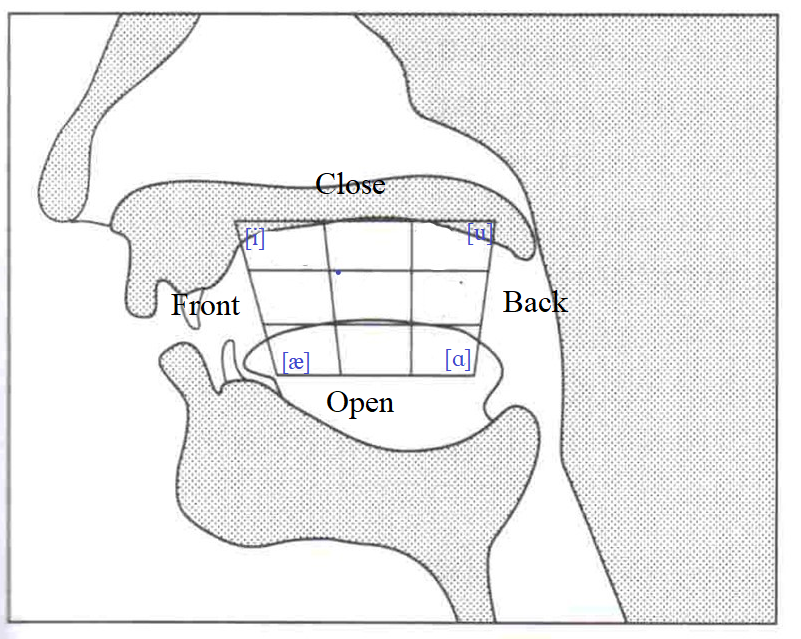 Close
[i]
[u]
Front
Back
[æ]
[ɑ]
Open